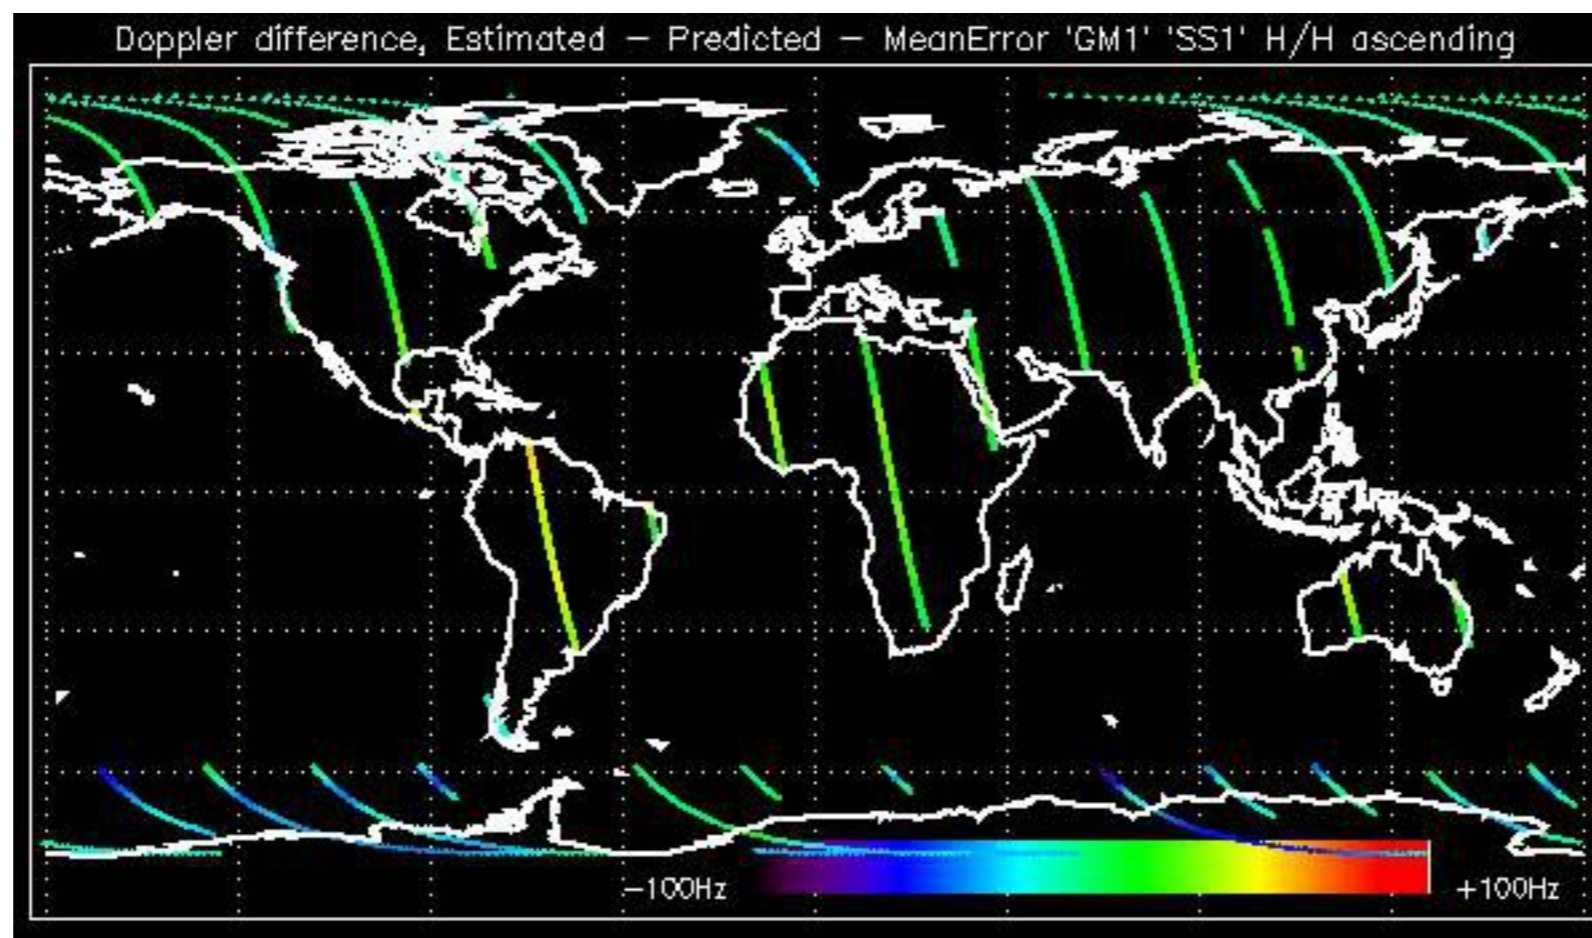 Doppler difference, Estimated – Predicted – MeanError 'GM1' 'SS1' H/H ascending
-100Hz +100Hz